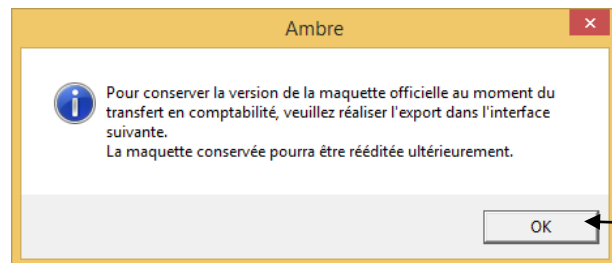 Ambre
Pour conserver la version de la maquette officielle au moment du
transfert en comptabilité, veuillez réaliser l'export dans l'interface
suivante.
La maquette conservée pourra être rééditée ultérieurement.
OK